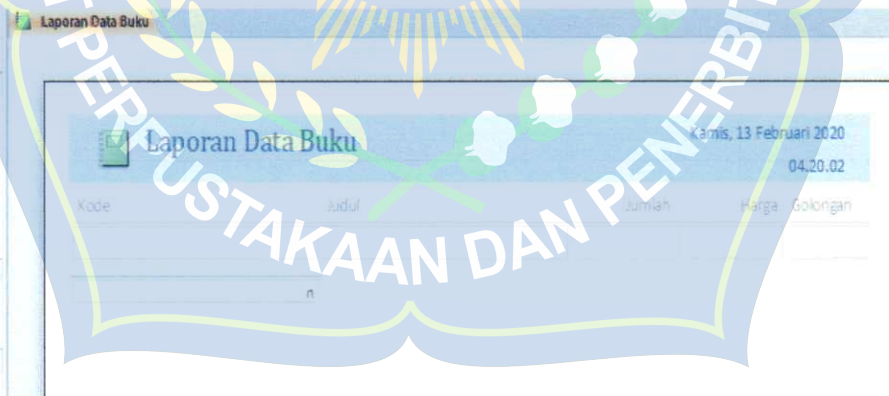 Laporan Data Buku
Laporan Data Buku
Kamis, 13 Februari 2020
04.20.02
Kode Judul Jumlah Harga Golongan
n
PERPUSTAKAAN DAN PENERBIT